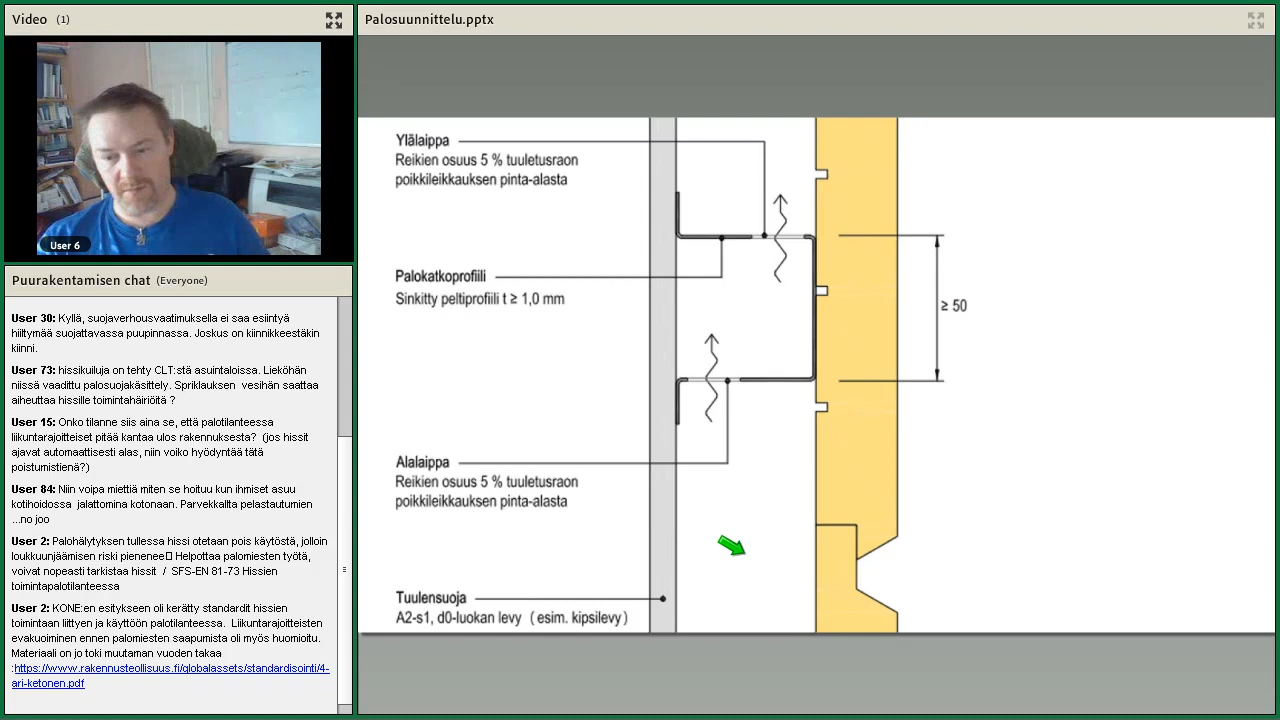 Video (1)
User 6
Puurakentamisen chat (Everyone)
User 30: Kyllä, suojaverhousvaatimuksella ei saa esiintyä
hiiltymää suojattavassa puupinnassa. Joskus on kiinnikkeestäkin
kiinni.
User 73: hissikuiluja on tehty CLT:stä asuintaloissa. Lieköhän
niissä vaadittu palosuojakäsittely. Spriklauksen vesihän saattaa
aiheuttaa hissille toimintahäiriöitä ?
User 15: Onko tilanne siis aina se, että palotilanteessa
liikuntarajoitteiset pitää kantaa ulos rakennuksesta? (jos hissit
ajavat automaattisesti alas, niin voiko hyödyntää tätä
poistumistienä?)
User 84: Niin voipa miettiä miten se hoituu kun ihmiset asuu
kotihoidossa jalattomina kotonaan. Parvekkallta pelastautumien
...no joo
User 2: Palohälytyksen tullessa hissi otetaan pois käytöstä, jolloin
loukkuunjäämisen riski pienenee▯ Helpottaa palomiesten työtä,
voivat nopeasti tarkistaa hissit / SFS-EN 81-73 Hissien
toimintapalotilanteessa
User 2: KONE:en esitykseen oli kerätty standardit hissien
toimintaan liittyen ja käyttöön palotilanteessa. Liikuntarajoitteisten
evakuoiminen ennen palomiesten saapumista oli myös huomioitu.
Materiaali on jo toki muutaman vuoden takaa
:https://www.rakennusteollisuus.fi/globalassets/standardisointi/4-
ari-ketonen.pdf
Palosuunnittelu.pptx
Ylälaippa
Reikien osuus 5 % tuuletusraon
poikkileikkauksen pinta-alasta
Palokatkoprofiili
Sinkitty peltiprofiili t ≥ 1,0 mm
≥ 50
Alalaippa
Reikien osuus 5 % tuuletusraon
poikkileikkauksen pinta-alasta
Tuulensuoja
A2-s1, d0-luokan levy (esim. kipsilevy)